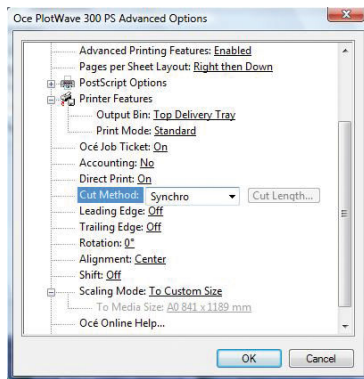 Oce PlotWave 300 PS Advanced Options
Advanced Printing Features: Enabled
Pages per Sheet Layout: Right then Down
PostScript Options
Printer Features
Output Bin: Top Delivery Tray
Print Mode: Standard
Océ Job Ticket: On
Accounting: No
Direct Print: On
Cut Method: Synchro Cut Length...
Leading Edge: Off
Trailing Edge: Off
Rotation: 0°
Alignment: Center
Shift: Off
Scaling Mode: To Custom Size
To Media Size: A0 841 x 1189 mm
Océ Online Help...
OK Cancel